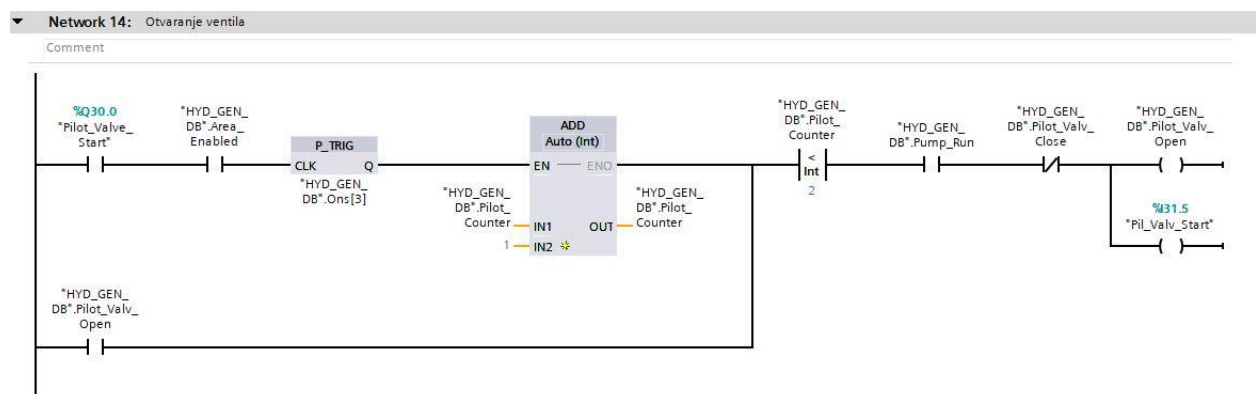 Network 14: Otvaranje ventila
Comment
%Q30.0
"Pilot_Valve_
Start"
"HYD_GEN_
DB".Area_
Enabled
P_TRIG
CLK Q
"HYD_GEN_
DB".Ons[3]
ADD
Auto (Int)
EN ENO
"HYD_GEN_
DB".Pilot_
Counter
IN1
1
IN2
OUT
"HYD_GEN_
DB".Pilot_
Counter
"HYD_GEN_
DB".Pilot_
Counter
<
Int
2
"HYD_GEN_
DB".Pump_Run
"HYD_GEN_
DB".Pilot_Valv_
Close
"HYD_GEN_
DB".Pilot_Valv_
Open
%I31.5
"Pil_Valv_Start"
"HYD_GEN_
DB".Pilot_Valv_
Open